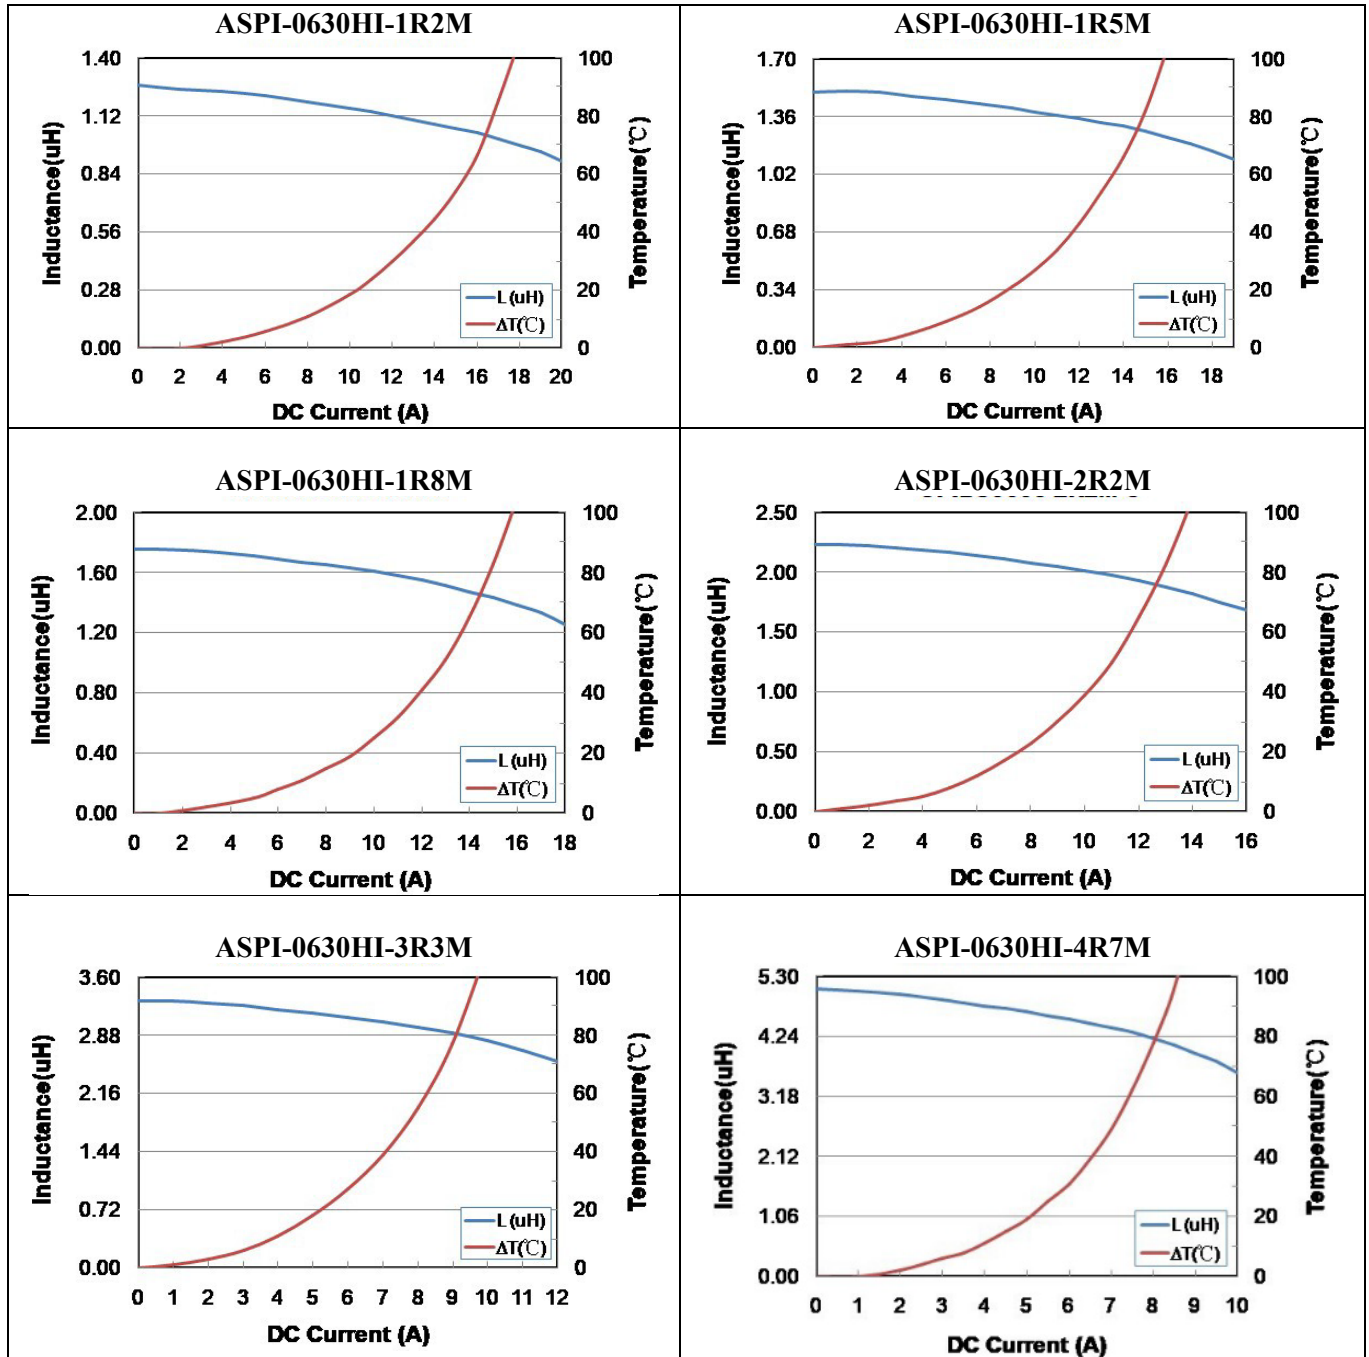 ASPI-0630HI-1R2M
1.40
1.12
0.84
0.56
0.28
0.00
Inductance(uH)
100
80
60
40
20
0
Temperature(℃)
L(uH)
ΔT(℃)
0 2 4 6 8 10 12 14 16 18 20
DC Current (A)
ASPI-0630HI-1R5M
1.70
1.36
1.02
0.68
0.34
0.00
Inductance(uH)
100
80
60
40
20
0
Temperature(℃)
L(uH)
ΔT(℃)
0 2 4 6 8 10 12 14 16 18
DC Current (A)
ASPI-0630HI-1R8M
2.00
1.60
1.20
0.80
0.40
0.00
Inductance(uH)
100
80
60
40
20
0
Temperature(℃)
L(uH)
ΔT(℃)
0 2 4 6 8 10 12 14 16 18
DC Current (A)
ASPI-0630HI-2R2M
2.50
2.00
1.50
1.00
0.50
0.00
Inductance(uH)
100
80
60
40
20
0
Temperature(℃)
L(uH)
ΔT(℃)
0 2 4 6 8 10 12 14 16
DC Current (A)
ASPI-0630HI-3R3M
3.60
2.88
2.16
1.44
0.72
0.00
Inductance(uH)
100
80
60
40
20
0
Temperature(℃)
L(uH)
ΔT(℃)
0 1 2 3 4 5 6 7 8 9 10 11 12
DC Current (A)
ASPI-0630HI-4R7M
5.30
4.24
3.18
2.12
1.06
0.00
Inductance(uH)
100
80
60
40
20
0
Temperature(℃)
L(uH)
ΔT(℃)
0 1 2 3 4 5 6 7 8 9 10
DC Current (A)